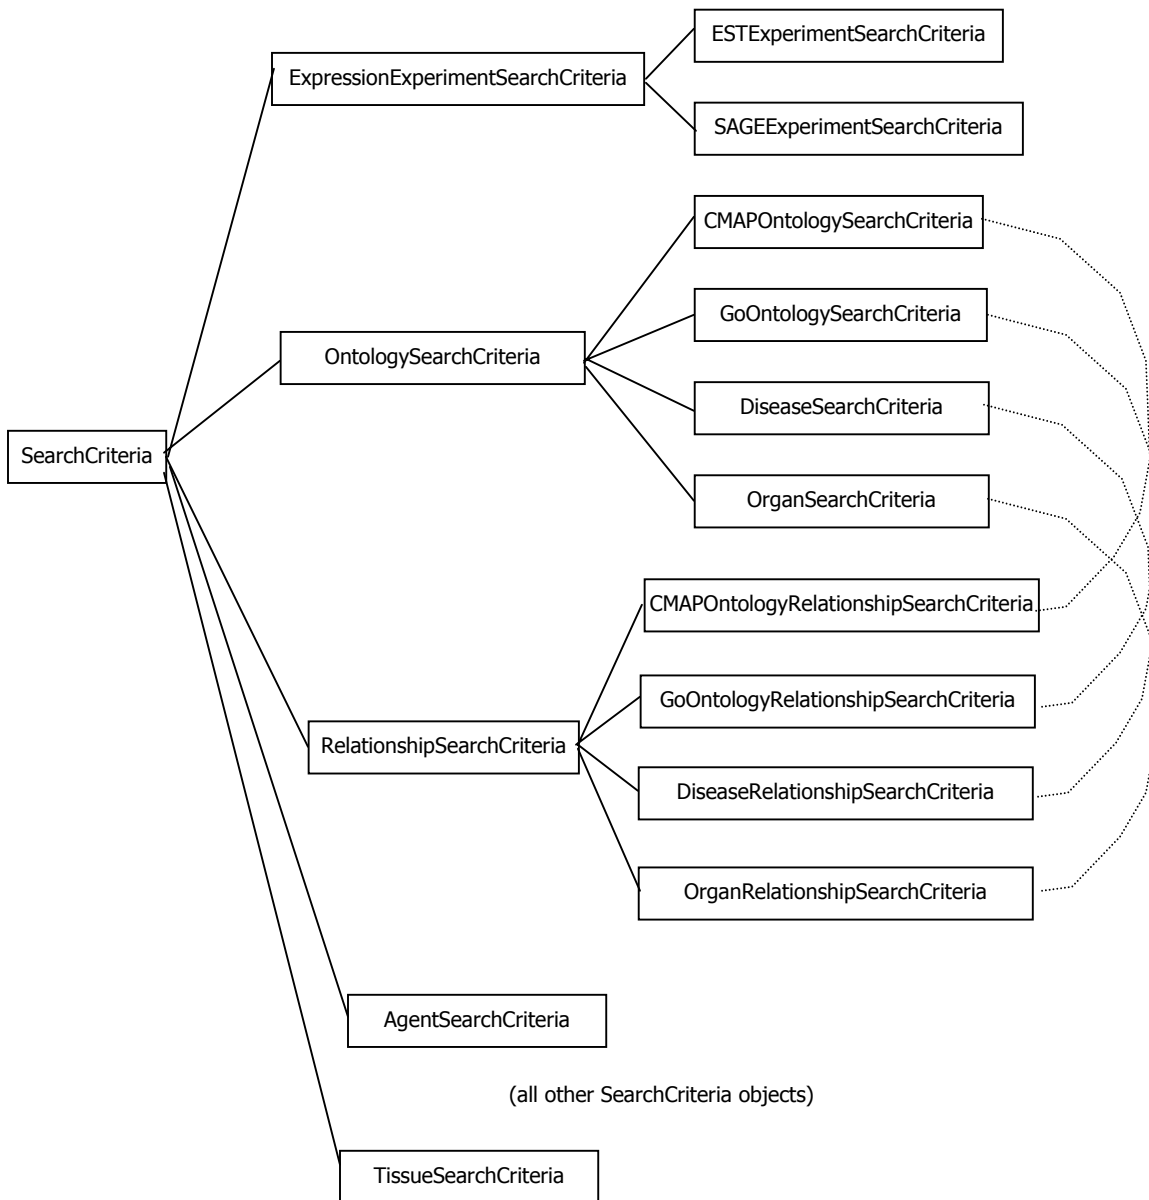 ESTExperimentSearchCriteria
ExpressionExperimentSearchCriteria
SAGEExperimentSearchCriteria
CMAPOntologySearchCriteria
GoOntologySearchCriteria
OntologySearchCriteria
DiseaseSearchCriteria
SearchCriteria
OrganSearchCriteria
CMAPOntologyRelationshipSearchCriteria
GoOntologyRelationshipSearchCriteria
RelationshipSearchCriteria
DiseaseRelationshipSearchCriteria
OrganRelationshipSearchCriteria
AgentSearchCriteria
(all other SearchCriteria objects)
TissueSearchCriteria